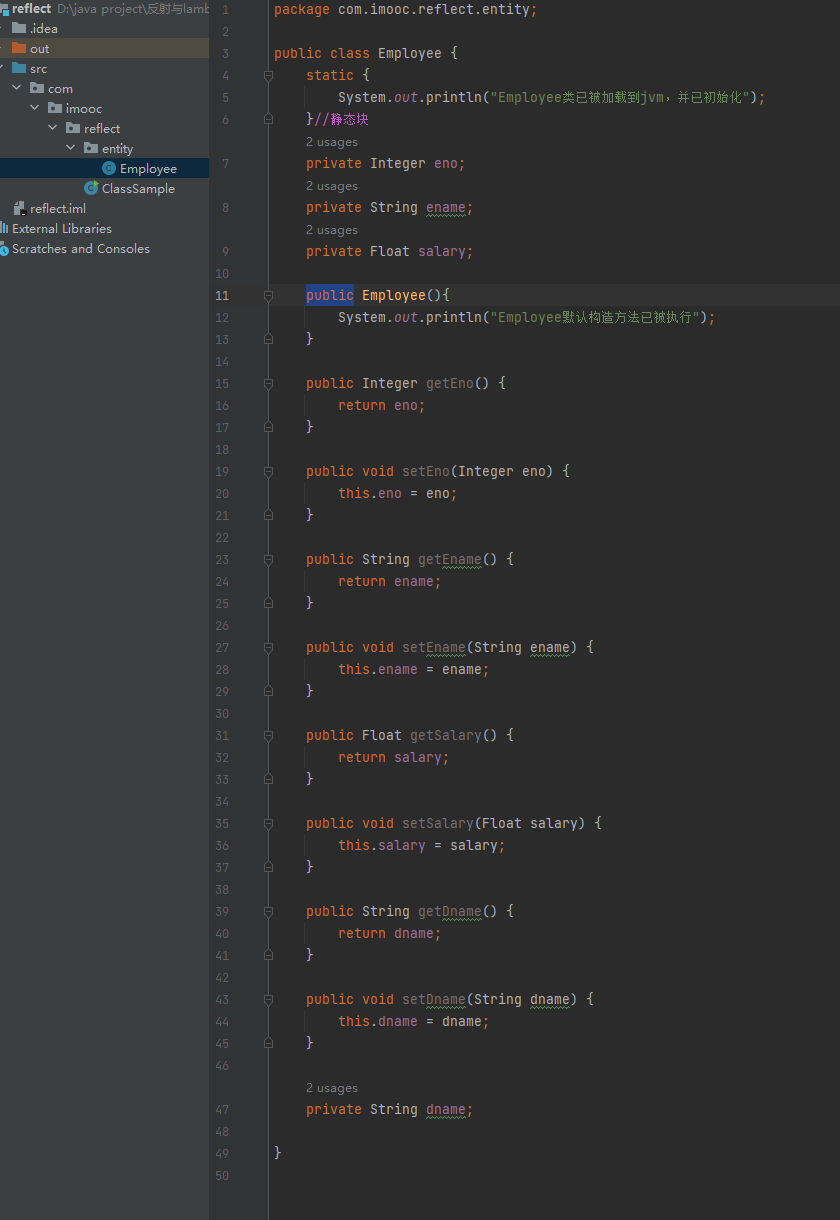 reflect D:\java project\反射与lamb
.idea
out
src
com
imooc
reflect
entity
Employee
ClassSample
reflect.iml
External Libraries
Scratches and Consoles
1 package com.imooc.reflect.entity;
2
3 public class Employee {
4 static {
5 System.out.println("Employee类已被加载到jvm，并已初始化");
6 }//静态块
2 usages
7 private Integer eno;
2 usages
8 private String ename;
2 usages
9 private Float salary;
10
11 public Employee(){
12 System.out.println("Employee默认构造方法已被执行");
13 }
14
15 public Integer getEno() {
16 return eno;
17 }
18
19 public void setEno(Integer eno) {
20 this.eno = eno;
21 }
22
23 public String getEname() {
24 return ename;
25 }
26
27 public void setEname(String ename) {
28 this.ename = ename;
29 }
30
31 public Float getSalary() {
32 return salary;
33 }
34
35 public void setSalary(Float salary) {
36 this.salary = salary;
37 }
38
39 public String getDname() {
40 return dname;
41 }
42
43 public void setDname(String dname) {
44 this.dname = dname;
45 }
46
2 usages
47 private String dname;
48
49 }
50